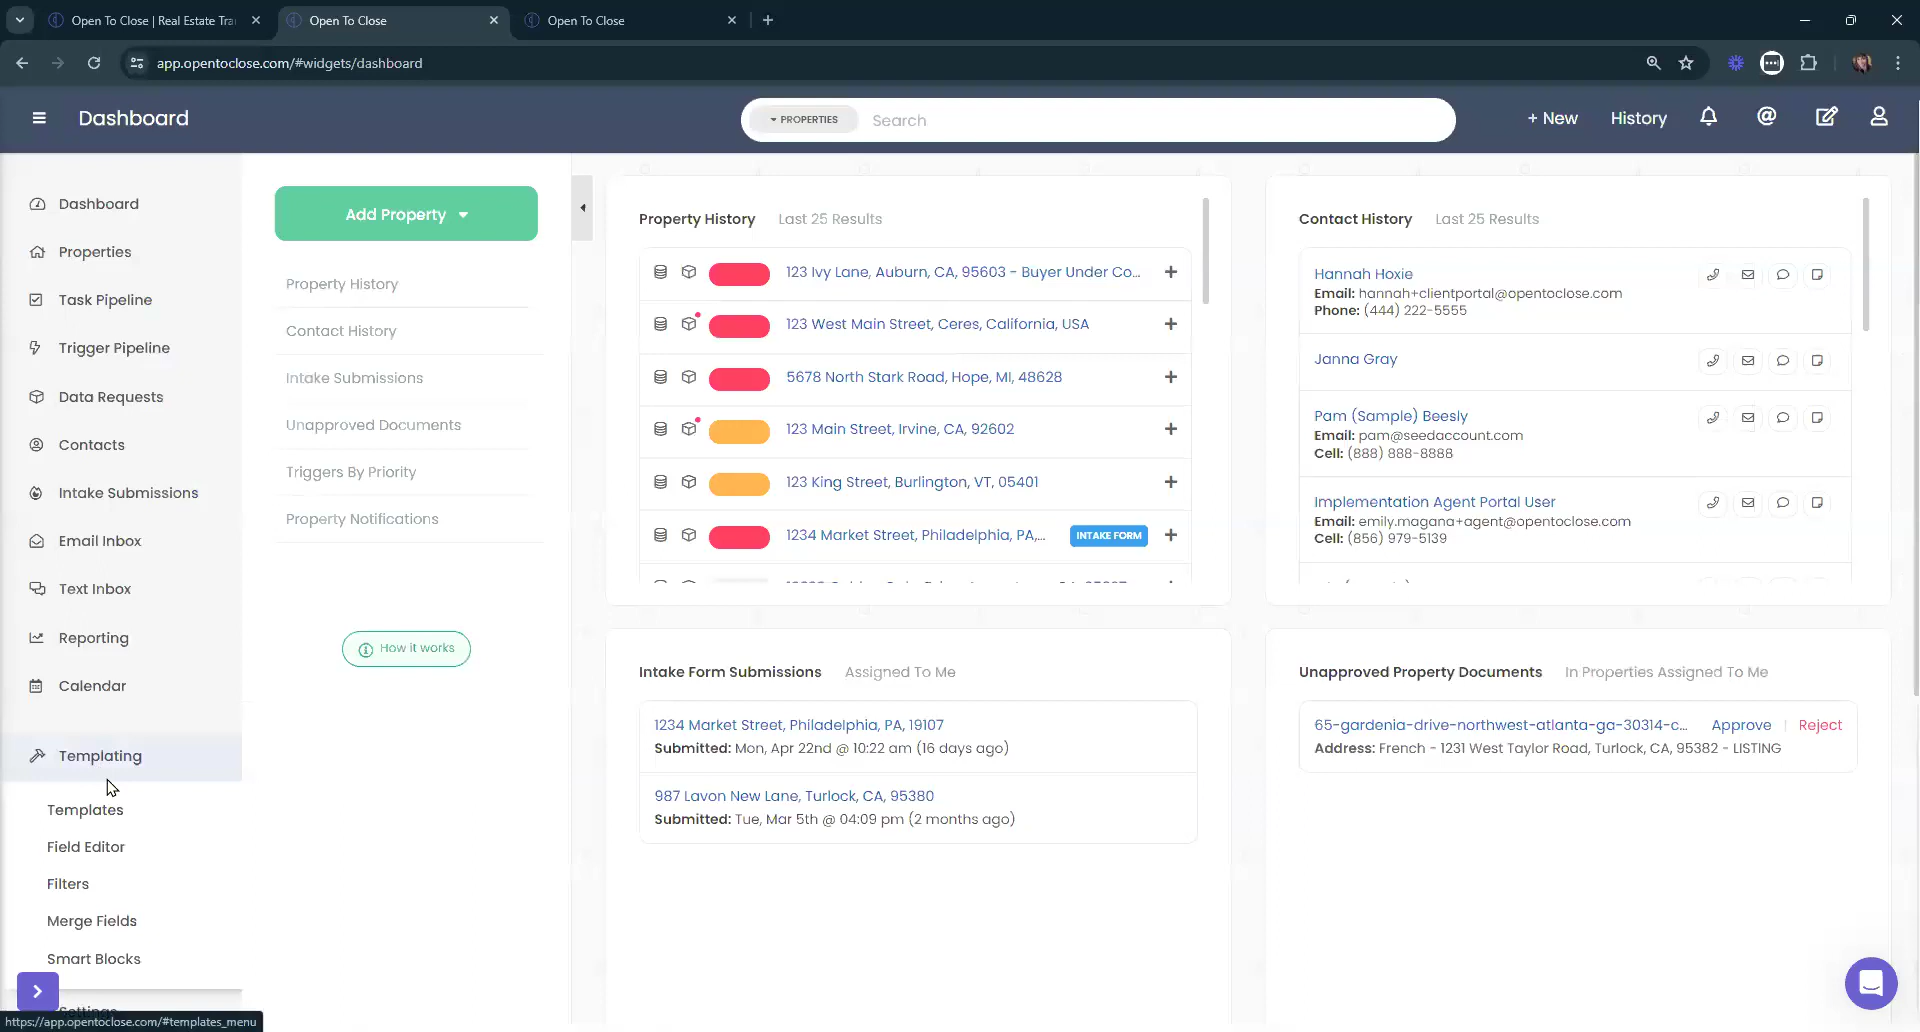 Open To Close | Real Estate Tra
Open To Close
Open To Close
app.opentoclose.com/#widgets/dashboard
Dashboard
PROPERTIES
Search
+ New
History
Dashboard
Properties
Task Pipeline
Trigger Pipeline
Data Requests
Contacts
Intake Submissions
Email Inbox
Text Inbox
Reporting
Calendar
Templating
Templates
Field Editor
Filters
Merge Fields
Smart Blocks
Settings
https://app.opentoclose.com/#templates_menu
Add Property
Property History
Contact History
Intake Submissions
Unapproved Documents
Triggers By Priority
Property Notifications
How it works
Property History Last 25 Results
123 Ivy Lane, Auburn, CA, 95603 - Buyer Under Co...
123 West Main Street, Ceres, California, USA
5678 North Stark Road, Hope, MI, 48628
123 Main Street, Irvine, CA, 92602
123 King Street, Burlington, VT, 05401
1234 Market Street, Philadelphia, PA,... INTAKE FORM
Contact History Last 25 Results
Hannah Hoxie
Email: hannah+clientportal@opentoclose.com
Phone: (444) 222-5555
Janna Gray
Pam (Sample) Beesly
Email: pam@seedaccount.com
Cell: (888) 888-8888
Implementation Agent Portal User
Email: emily.magana+agent@opentoclose.com
Cell: (856) 979-5139
Intake Form Submissions Assigned To Me
1234 Market Street, Philadelphia, PA, 19107
Submitted: Mon, Apr 22nd @ 10:22 am (16 days ago)
987 Lavon New Lane, Turlock, CA, 95380
Submitted: Tue, Mar 5th @ 04:09 pm (2 months ago)
Unapproved Property Documents In Properties Assigned To Me
65-gardenia-drive-northwest-atlanta-ga-30314-c... Approve | Reject
Address: French - 1231 West Taylor Road, Turlock, CA, 95382 - LISTING